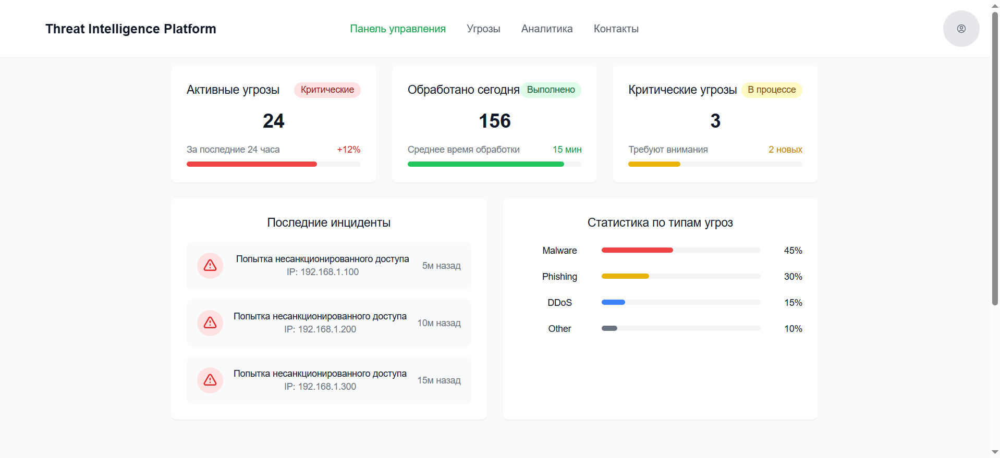 Threat Intelligence Platform
Панель управления
Угрозы
Аналитика
Контакты
Активные угрозы
Критические
24
За последние 24 часа
+12%
Обработано сегодня
Выполнено
156
Среднее время обработки
15 мин
Критические угрозы
В процессе
3
Требуют внимания
2 новых
Последние инциденты
Попытка несанкционированного доступа
IP: 192.168.1.100
5м назад
Попытка несанкционированного доступа
IP: 192.168.1.200
10м назад
Попытка несанкционированного доступа
IP: 192.168.1.300
15м назад
Статистика по типам угроз
Malware
45%
Phishing
30%
DDoS
15%
Other
10%